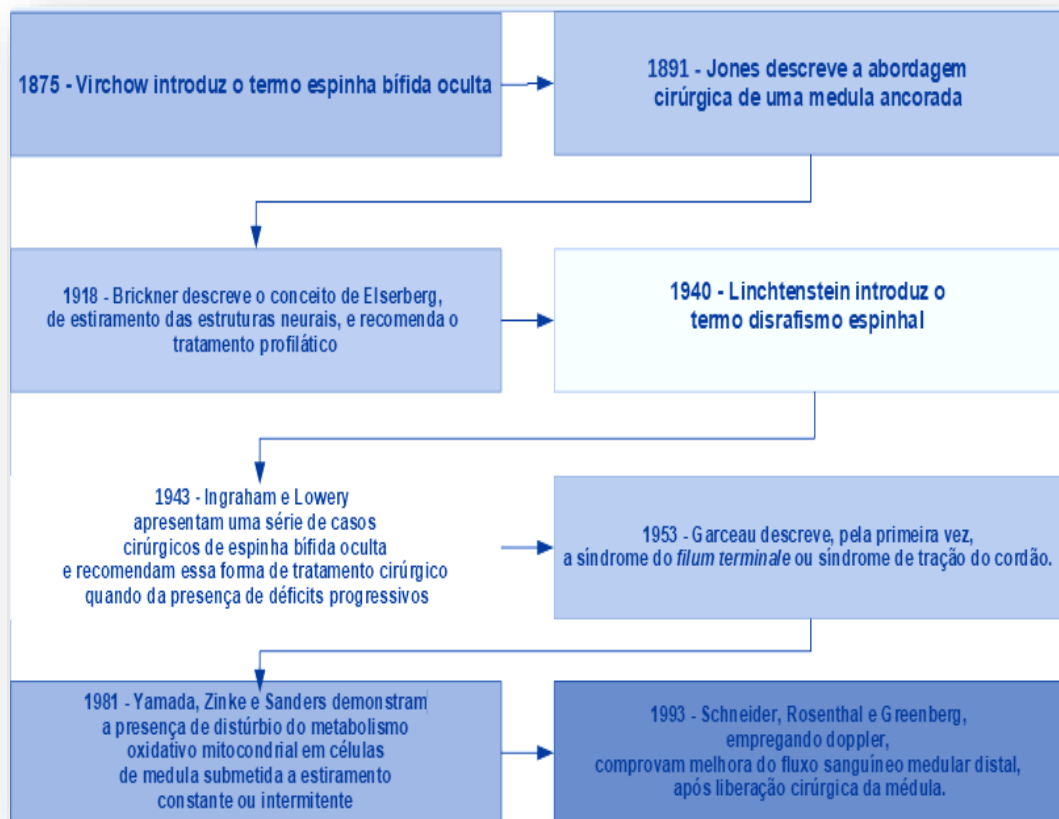 1875 - Virchow introduz o termo espinha bífida oculta
1891 - Jones descreve a abordagem
cirúrgica de uma medula ancorada
1918 - Brickner descreve o conceito de Elserberg,
de estiramento das estruturas neurais, e recomenda o
tratamento profilático
1940 - Linchtenstein introduz o
termo disrafismo espinhal
1943 - Ingraham e Lowery
apresentam uma série de casos
cirúrgicos de espinha bífida oculta
e recomendam essa forma de tratamento cirúrgico
quando da presença de déficits progressivos
1953 - Garceau descreve, pela primeira vez,
a síndrome do filum terminale ou síndrome de tração do cordão.
1981 - Yamada, Zinke e Sanders demonstram
a presença de distúrbio do metabolismo
oxidativo mitocondrial em células
de medula submetida a estiramento
constante ou intermitente
1993 - Schneider, Rosenthal e Greenberg,
empregando doppler,
comprovam melhora do fluxo sanguíneo medular distal,
após liberação cirúrgica da médula.